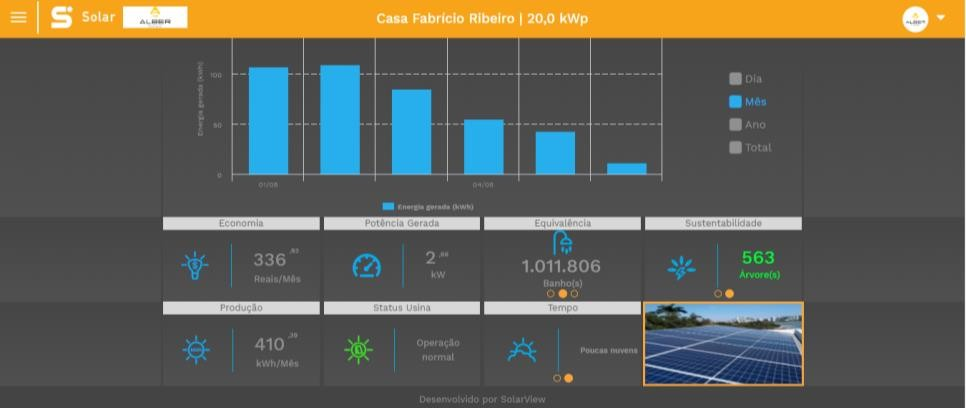 Solar
ALBER
Casa Fabrício Ribeiro | 20,0 kWp
ALBER
Energia gerada (kWh)
100
50
0
01/08
04/08
Energia gerada (kWh)
Dia
Mês
Ano
Total
Economia
336 ,83
Reais/Mês
Potência Gerada
2 ,66
kW
Equivalência
1.011.806
Banho(s)
Sustentabilidade
563
Árvore(s)
Produção
410 ,39
kWh/Mês
Status Usina
Operação
normal
Tempo
Poucas nuvens
Desenvolvido por SolarView